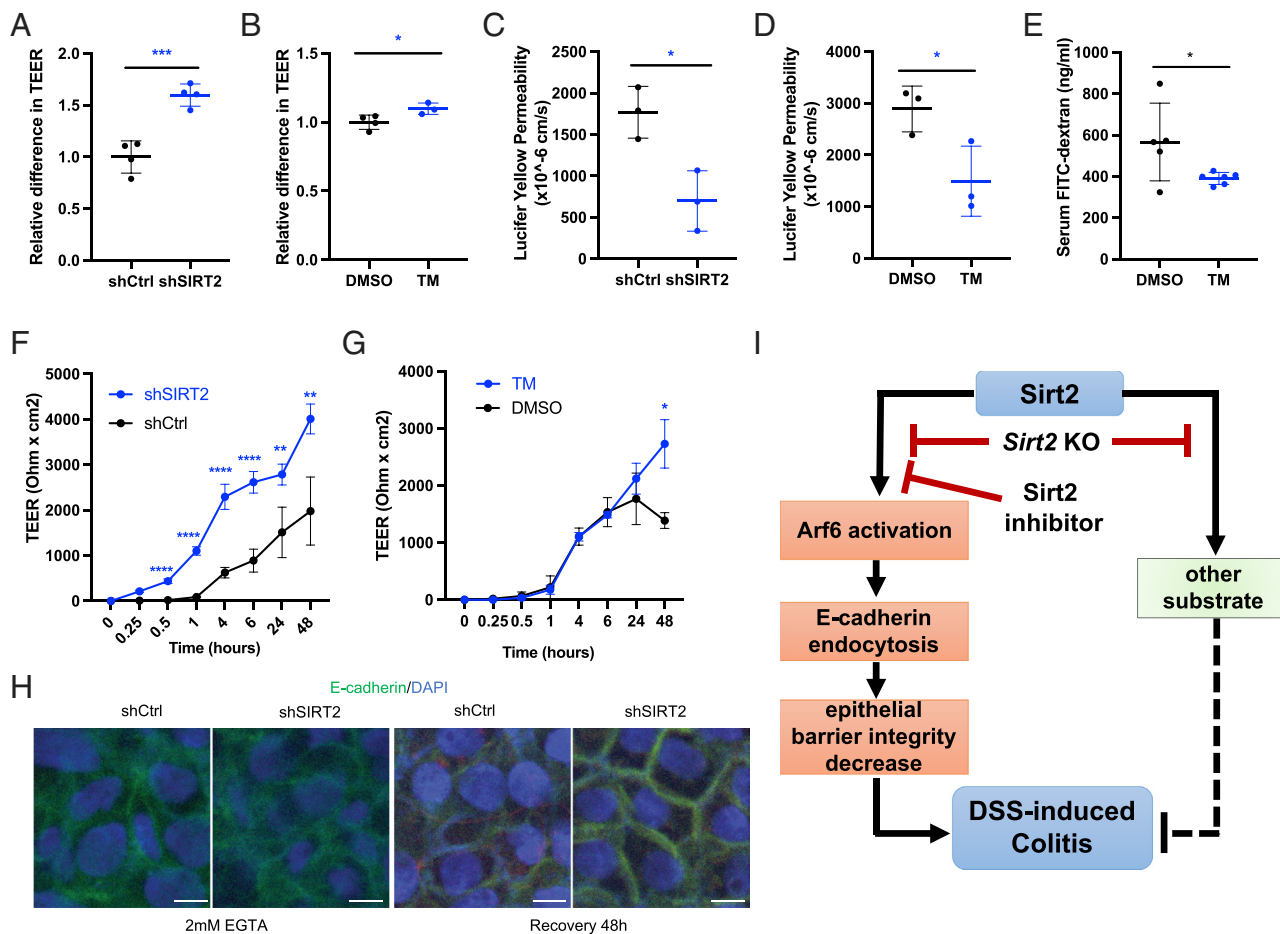 A
***
Relative difference in TEER
2.0
1.5
1.0
0.5
0.0
shCtrl shSIRT2
B
*
Relative difference in TEER
1.5
1.0
0.5
0.0
DMSO TM
C
*
Lucifer Yellow Permeability
(x10^-6 cm/s)
2500
2000
1500
1000
500
0
shCtrl shSIRT2
D
*
Lucifer Yellow Permeability
(x10^-6 cm/s)
4000
3000
2000
1000
0
DMSO TM
E
*
Serum FITC-dextran (ng/ml)
1000
800
600
400
200
0
DMSO TM
F
TEER (Ohm x cm2)
5000
4000
3000
2000
1000
0
shSIRT2
shCtrl
****
****
****
****
**
**
0 0.25 0.5 1 4 6 24 48
Time (hours)
G
TEER (Ohm x cm2)
4000
3000
2000
1000
0
TM
DMSO
*
0 0.25 0.5 1 4 6 24 48
Time (hours)
H
E-cadherin/DAPI
shCtrl shSIRT2 shCtrl shSIRT2
2mM EGTA Recovery 48h
I
Sirt2
Sirt2 KO
Sirt2
inhibitor
Arf6 activation
other
substrate
E-cadherin
endocytosis
epithelial
barrier integrity
decrease
DSS-induced
Colitis